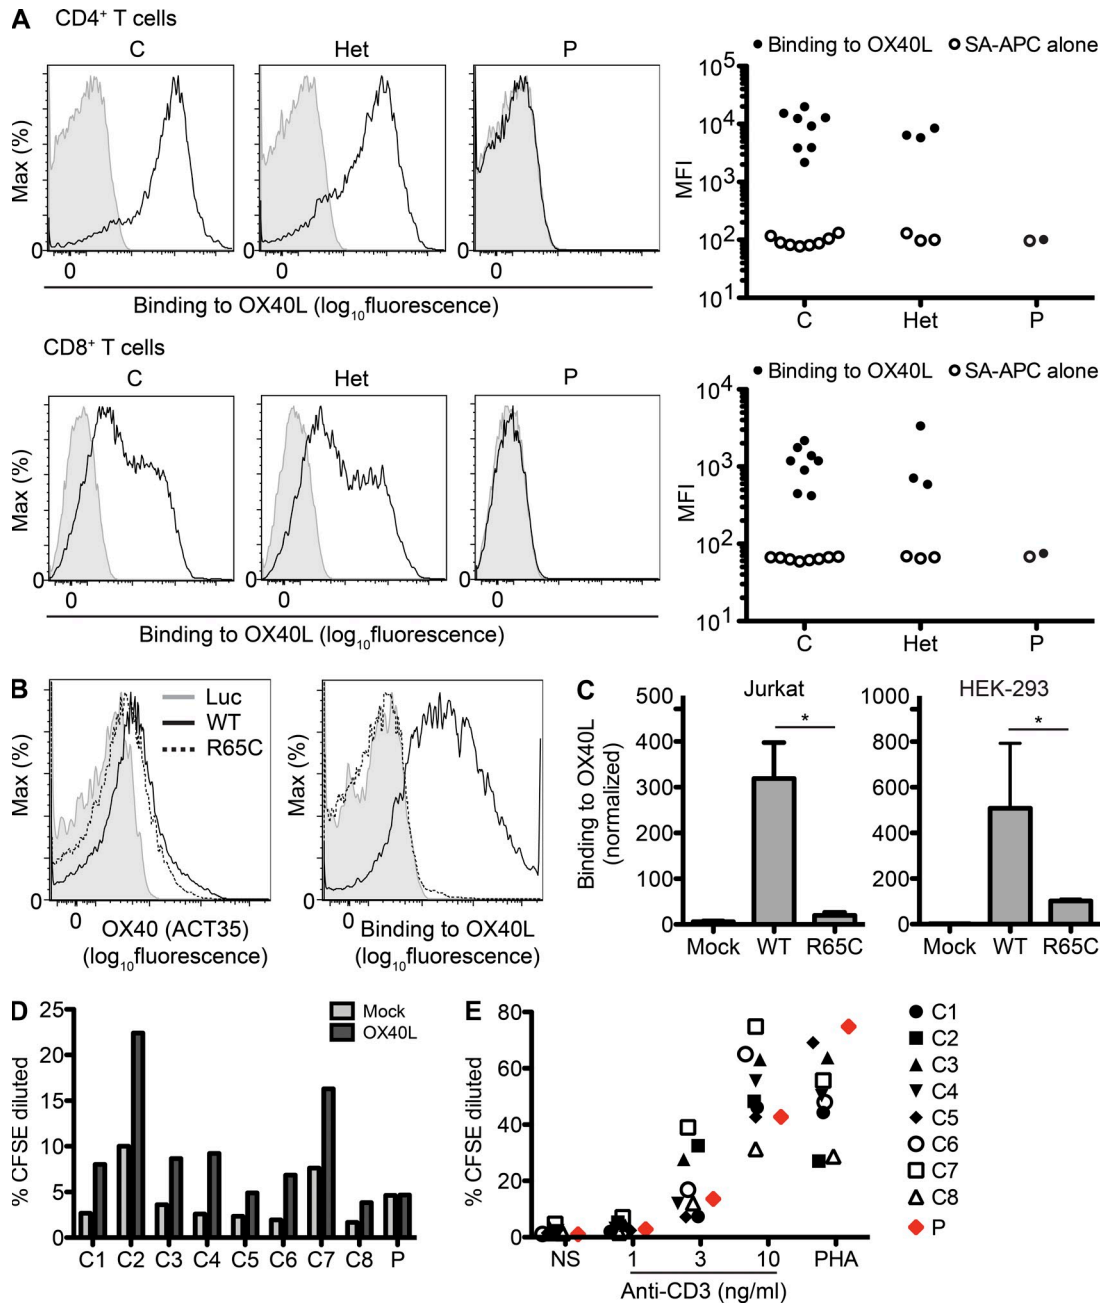 A
CD4+ T cells
C Het P
Max (%)
0
0 0 0
Binding to OX40L (log10fluorescence)
Binding to OX40L SA-APC alone
MFI
10^5
10^4
10^3
10^2
10^1
C Het P
CD8+ T cells
C Het P
Max (%)
0
0 0 0
Binding to OX40L (log10fluorescence)
Binding to OX40L SA-APC alone
MFI
10^4
10^3
10^2
10^1
C Het P
B
Luc
WT
R65C
Max (%)
0
0
OX40 (ACT35)
(log10fluorescence)
Max (%)
0
0
Binding to OX40L
(log10fluorescence)
C
Jurkat
Binding to OX40L
(normalized)
500
400
300
200
100
0
*
Mock WT R65C
HEK-293
1000
800
600
400
200
0
*
Mock WT R65C
D
% CFSE diluted
25
20
15
10
5
0
Mock
OX40L
C1 C2 C3 C4 C5 C6 C7 C8 P
E
% CFSE diluted
80
60
40
20
0
NS 1 3 10 PHA
Anti-CD3 (ng/ml)
C1
C2
C3
C4
C5
C6
C7
C8
P